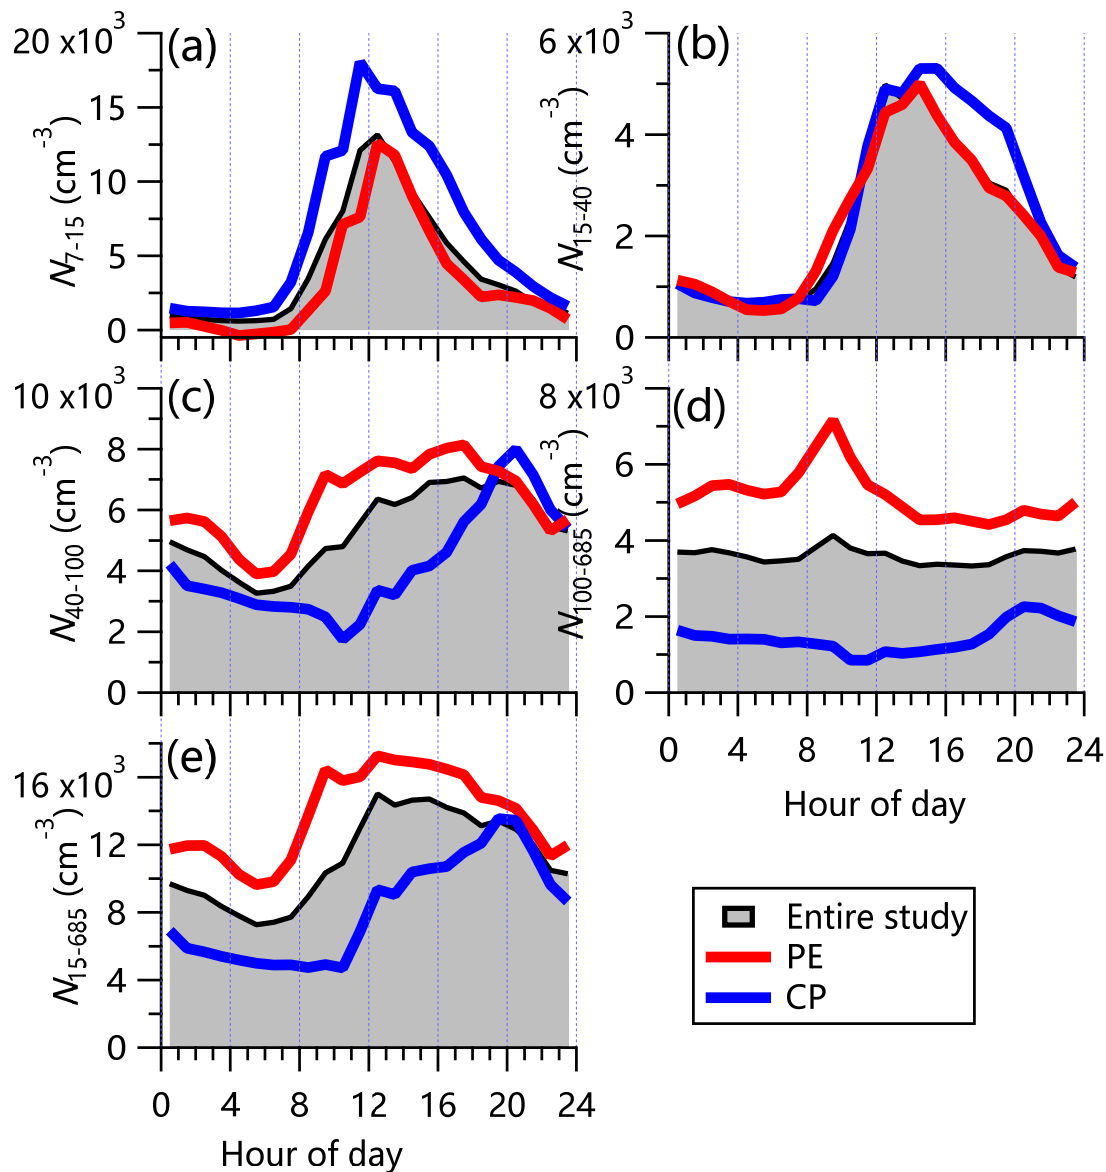 20 x10³ (a)
15
10
5
0
N7-15 (cm-3)
6 x10³ (b)
4
2
0
N15-40 (cm-3)
10 x10³ (c)
8
6
4
2
0
N40-100 (cm-3)
8 x10³ (d)
6
4
2
0
N100-685 (cm-3)
0 4 8 12 16 20 24
Hour of day
(e)
16 x10³
12
8
4
0
N15-685 (cm-3)
0 4 8 12 16 20 24
Hour of day
Entire study
PE
CP